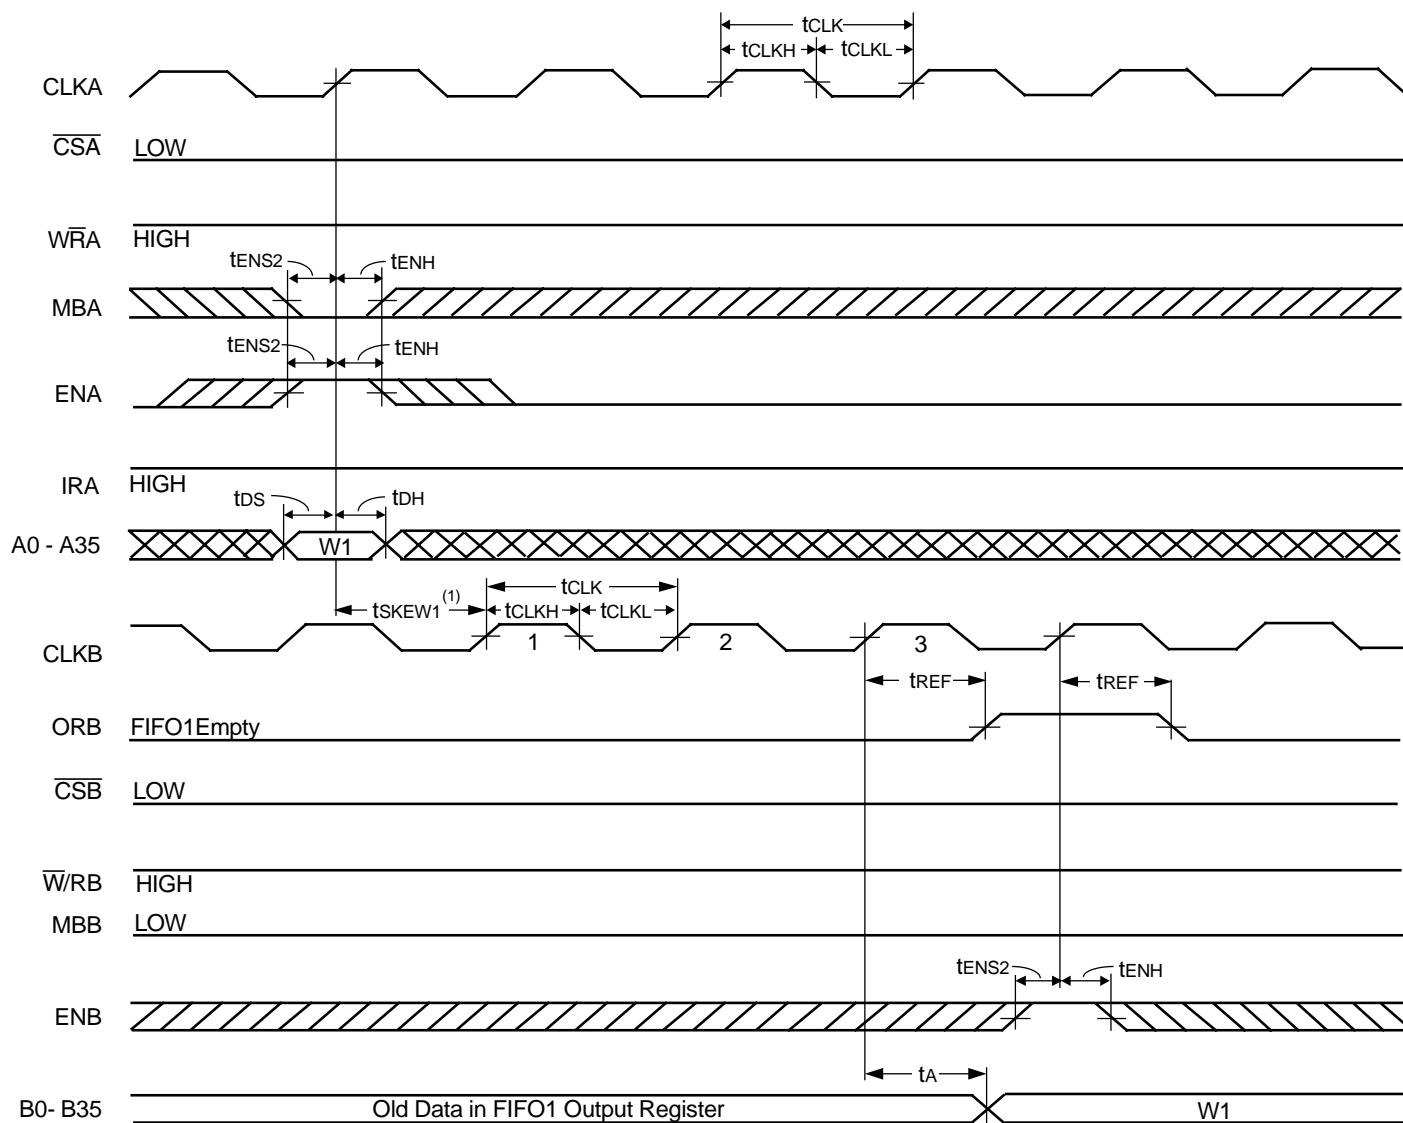 tCLK
tCLKH tCLKL
CLKA
CSA LOW
WRA HIGH
tENS2 tENH
MBA
tENS2 tENH
ENA
IRA HIGH
tDS tDH
A0 - A35 W1
tCLK
tSKEW1 (1) tCLKH tCLKL
CLKB 1 2 3
tREF tREF
ORB FIFO1Empty
CSB LOW
W/RB HIGH
MBB LOW
tENS2 tENH
ENB
tA
B0- B35 Old Data in FIFO1 Output Register W1